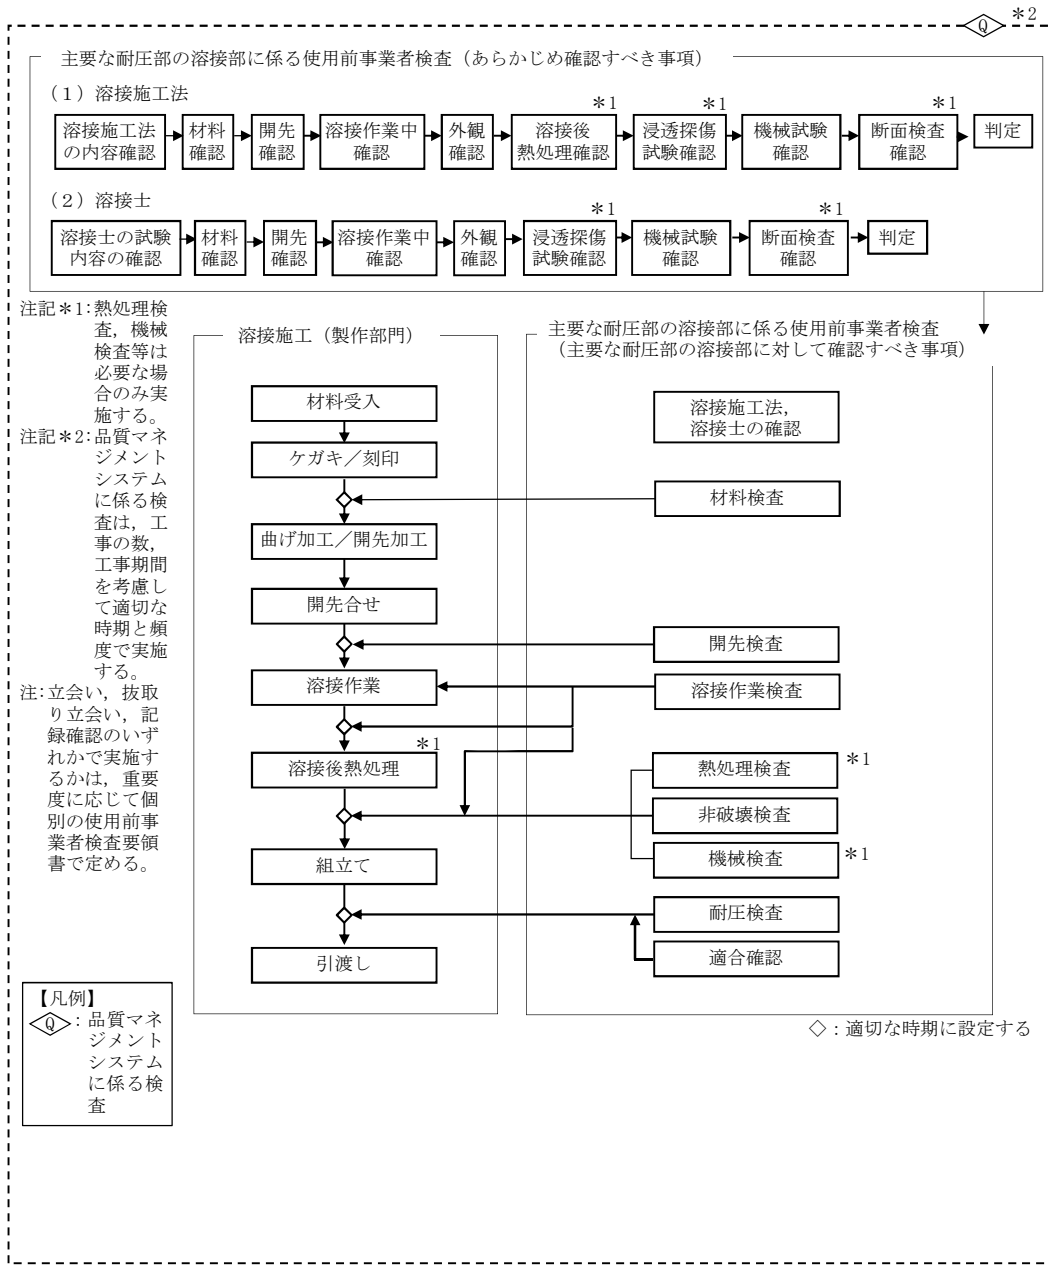 Q
＊2
主要な耐圧部の溶接部に係る使用前事業者検査（あらかじめ確認すべき事項）
（1）溶接施工法
溶接施工法
の内容確認
材料
確認
開先
確認
溶接作業中
確認
外観
確認
＊1
溶接後
熱処理確認
＊1
浸透探傷
試験確認
機械試験
確認
＊1
断面検査
確認
判定
（2）溶接士
溶接士の試験
内容の確認
材料
確認
開先
確認
溶接作業中
確認
外観
確認
＊1
浸透探傷
試験確認
機械試験
確認
＊1
断面検査
確認
判定
注記＊1：熱処理検
査，機械
検査等は
必要な場
合のみ実
施する。
注記＊2：品質マネ
ジメント
システム
に係る検
査は，工
事の数，
工事期間
を考慮し
て適切な
時期と頻
度で実施
する。
注：立会い，抜取
り立会い，記
録確認のいず
れかで実施す
るかは，重要
度に応じて個
別の使用前事
業者検査要領
書で定める。
溶接施工（製作部門）
材料受入
ケガキ／刻印
曲げ加工／開先加工
開先合せ
溶接作業
＊1
溶接後熱処理
組立て
引渡し
主要な耐圧部の溶接部に係る使用前事業者検査
（主要な耐圧部の溶接部に対して確認すべき事項）
溶接施工法，
溶接士の確認
材料検査
開先検査
溶接作業検査
熱処理検査
＊1
非破壊検査
機械検査
＊1
耐圧検査
適合確認
【凡例】
Q：品質マネ
ジメント
システム
に係る検
査
◇：適切な時期に設定する